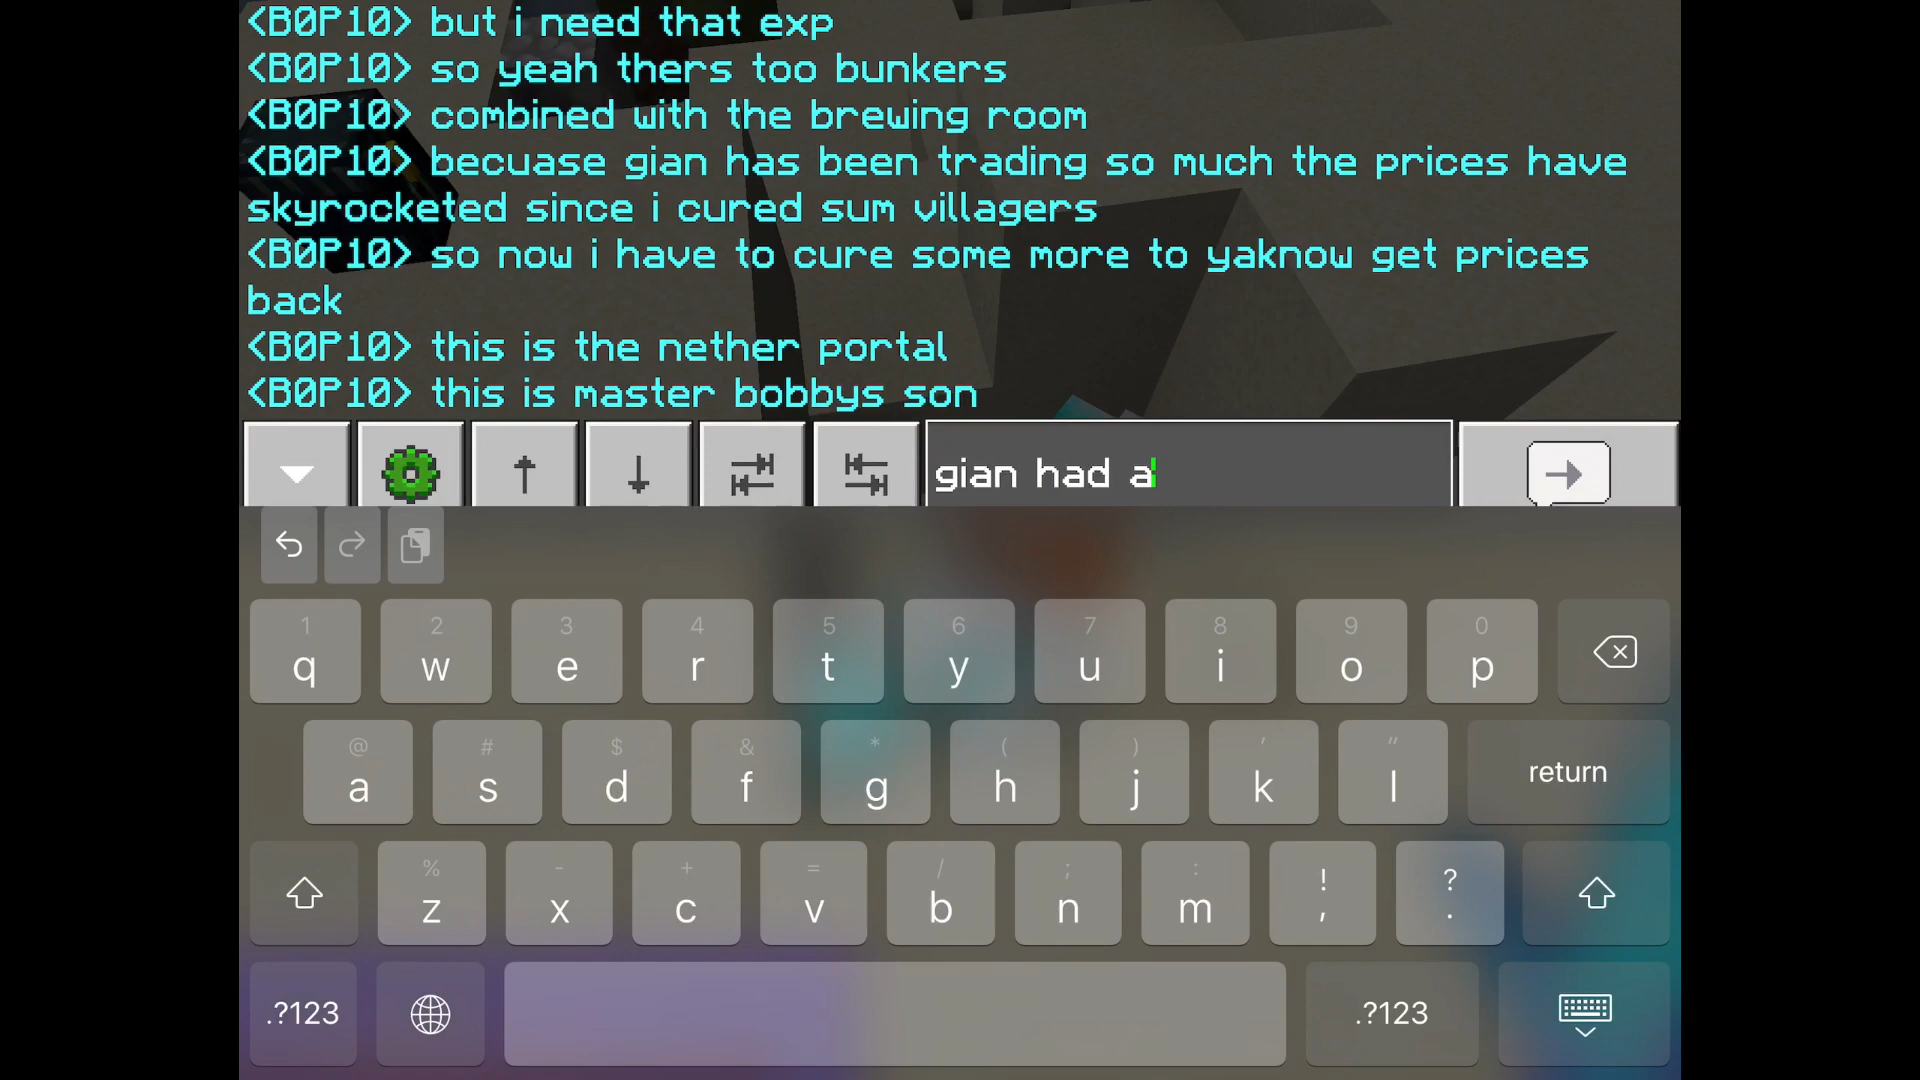 <B0P10> but i need that exp
<B0P10> so yeah thers too bunkers
<B0P10> combined with the brewing room
<B0P10> becuase gian has been trading so much the prices have
skyrocketed since i cured sum villagers
<B0P10> so now i have to cure some more to yaknow get prices
back
<B0P10> this is the nether portal
<B0P10> this is master bobbys son
gian had a
1 2 3 4 5 6 7 8 9 0
q w e r t y u i o p
@ # $ & * ( ) ' "
a s d f g h j k l return
% - + = / ; : ! ?
z x c v b n m , .
.?123 .?123